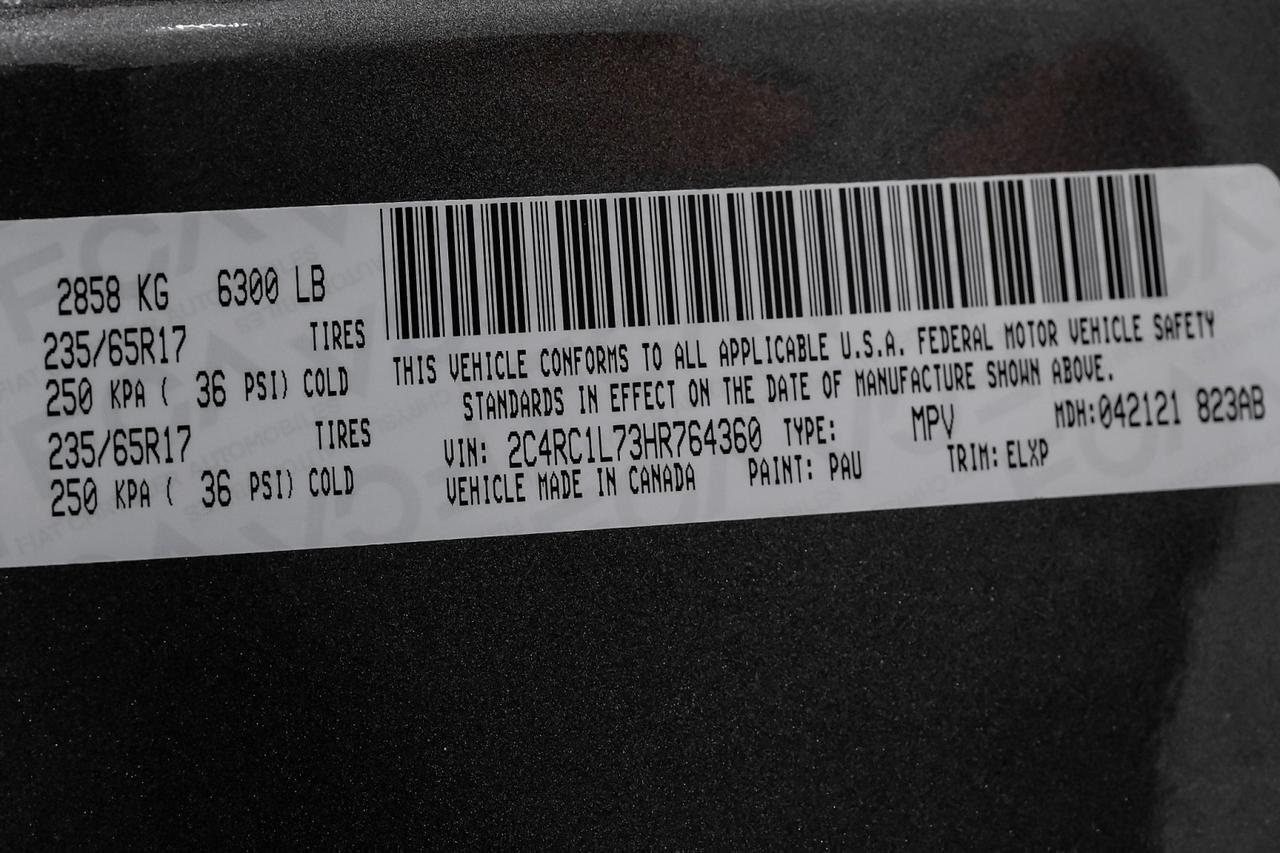 2858 KG 6300 LB
235/65R17 TIRES
250 KPA ( 36 PSI) COLD
235/65R17 TIRES
250 KPA ( 36 PSI) COLD
THIS VEHICLE CONFORMS TO ALL APPLICABLE U.S.A. FEDERAL MOTOR VEHICLE SAFETY
STANDARDS IN EFFECT ON THE DATE OF MANUFACTURE SHOWN ABOVE.
VIN: 2C4RC1L73HR764360 TYPE: MPV MDH:042121 823AB
VEHICLE MADE IN CANADA PAINT: PAU TRIM: ELXP